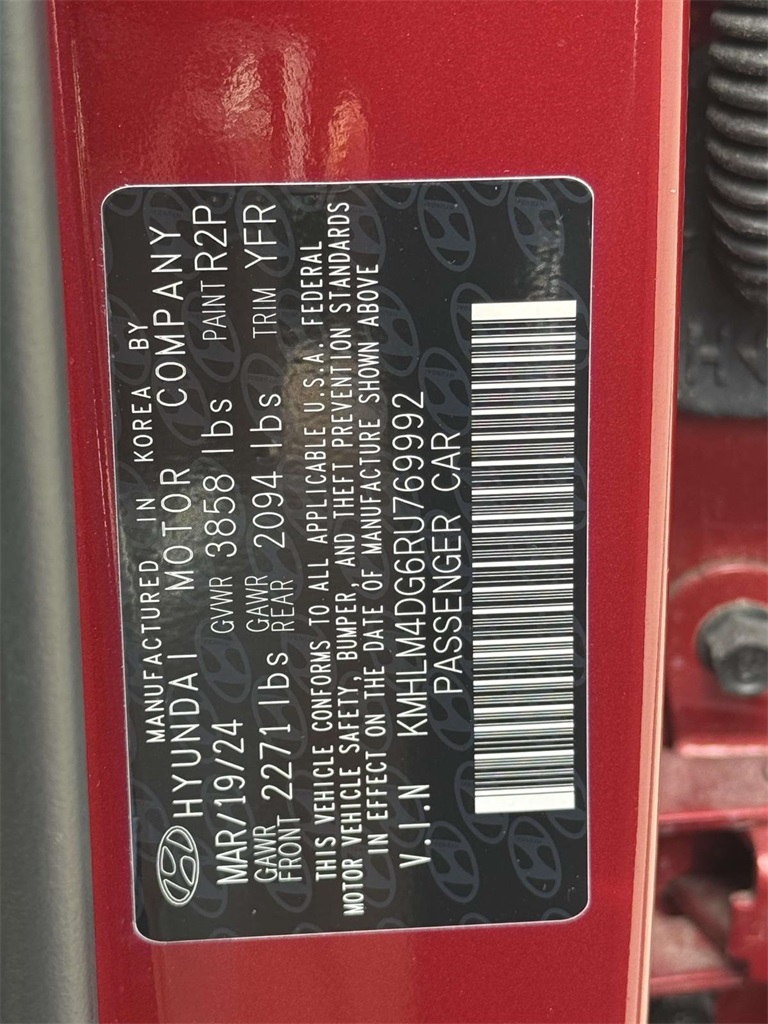 MANUFACTURED IN KOREA BY
HYUNDAI MOTOR COMPANY
MAR/19/24 GVWR 3858 lbs PAINT R2P
GAWR FRONT 2271 lbs GAWR REAR 2094 lbs TRIM YFR
THIS VEHICLE CONFORMS TO ALL APPLICABLE U.S.A. FEDERAL
MOTOR VEHICLE SAFETY, BUMPER, AND THEFT PREVENTION STANDARDS
IN EFFECT ON THE DATE OF MANUFACTURE SHOWN ABOVE
V.I.N KMHLM4DG6RU769992
PASSENGER CAR